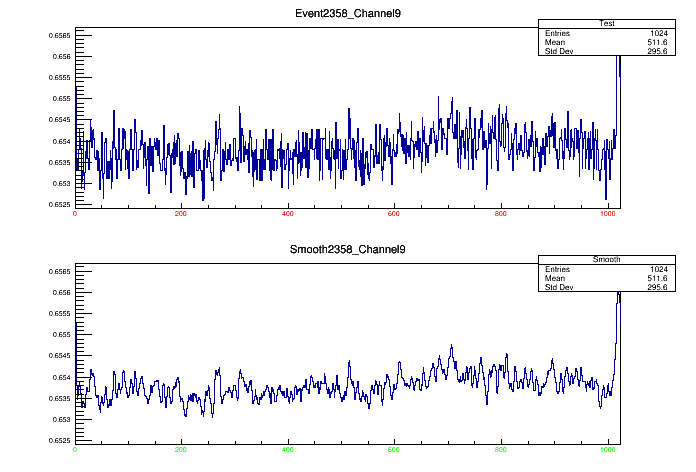 Event2358_Channel9
Test
Entries 1024
Mean 511.6
Std Dev 295.6
0.6565
0.656
0.6555
0.655
0.6545
0.654
0.6535
0.653
0.6525
0 200 400 600 800 1000
Smooth2358_Channel9
Smooth
Entries 1024
Mean 511.6
Std Dev 295.6
0.6565
0.656
0.6555
0.655
0.6545
0.654
0.6535
0.653
0.6525
0 200 400 600 800 1000